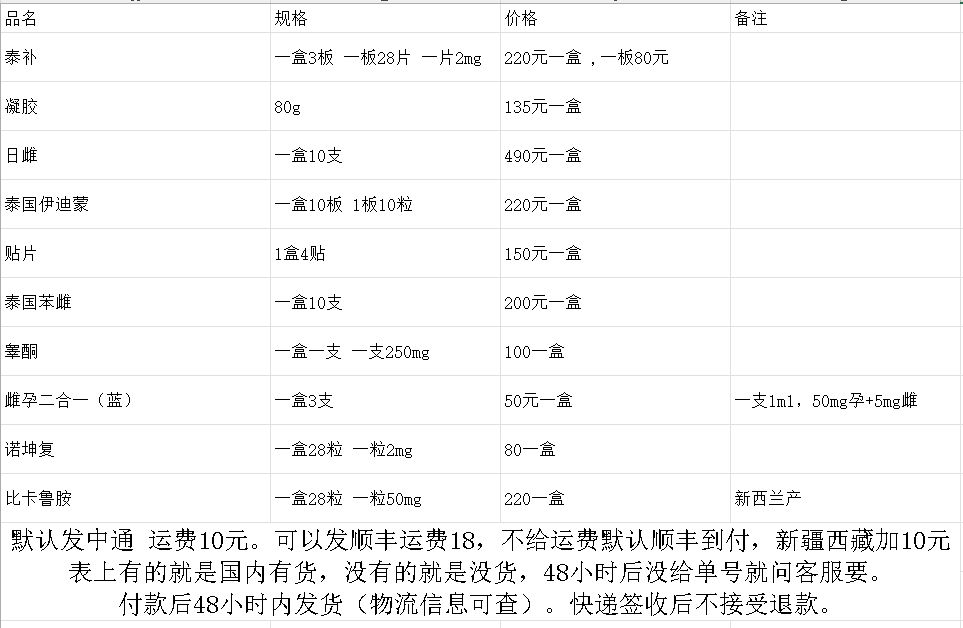 品名 规格 价格 备注
泰补 一盒3板 一板28片 一片2mg 220元一盒 ,一板80元
凝胶 80g 135元一盒
日雌 一盒10支 490元一盒
泰国伊迪蒙 一盒10板 1板10粒 220元一盒
贴片 1盒4贴 150元一盒
泰国苯雌 一盒10支 200元一盒
睾酮 一盒一支 一支250mg 100一盒
雌孕二合一（蓝） 一盒3支 50元一盒 一支1ml，50mg孕+5mg雌
诺坤复 一盒28粒 一粒2mg 80一盒
比卡鲁胺 一盒28粒 一粒50mg 220一盒 新西兰产
默认发中通 运费10元。可以发顺丰运费18，不给运费默认顺丰到付，新疆西藏加10元
表上有的就是国内有货，没有的就是没货，48小时后没给单号就问客服要。
付款后48小时内发货（物流信息可查）。快递签收后不接受退款。